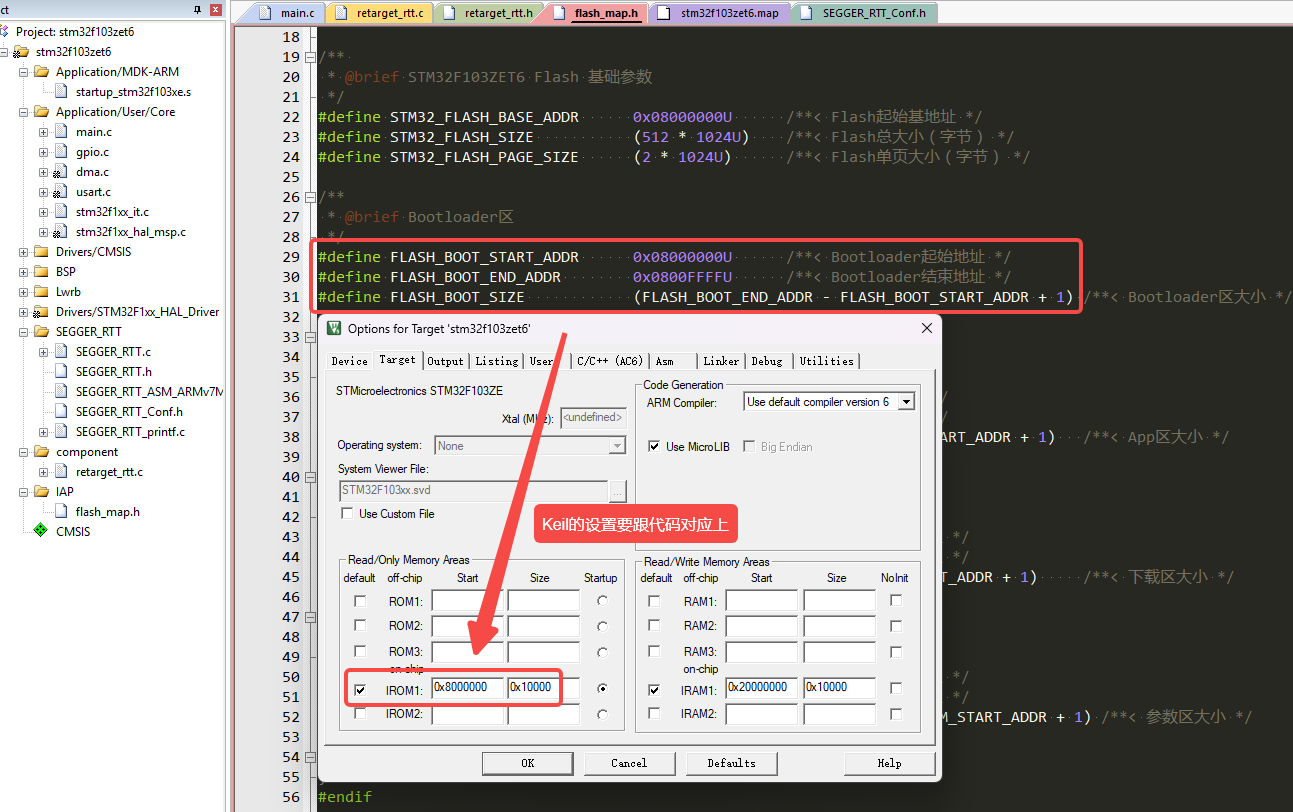 ct
Project: stm32f103zet6
stm32f103zet6
Application/MDK-ARM
startup_stm32f103xe.s
Application/User/Core
main.c
gpio.c
dma.c
usart.c
stm32f1xx_it.c
stm32f1xx_hal_msp.c
Drivers/CMSIS
BSP
Lwrb
Drivers/STM32F1xx_HAL_Driver
SEGGER_RTT
SEGGER_RTT.c
SEGGER_RTT.h
SEGGER_RTT_ASM_ARMv7M
SEGGER_RTT_Conf.h
SEGGER_RTT_printf.c
component
retarget_rtt.c
IAP
flash_map.h
CMSIS
main.c retarget_rtt.c retarget_rtt.h flash_map.h stm32f103zet6.map SEGGER_RTT_Conf.h
18
19 /**
20 * @brief STM32F103ZET6 Flash 基础参数
21 */
22 #define STM32_FLASH_BASE_ADDR 0x08000000U /**< Flash起始基地址 */
23 #define STM32_FLASH_SIZE (512 * 1024U) /**< Flash总大小（字节） */
24 #define STM32_FLASH_PAGE_SIZE (2 * 1024U) /**< Flash单页大小（字节） */
25
26 /**
27 * @brief Bootloader区
28 */
29 #define FLASH_BOOT_START_ADDR 0x08000000U /**< Bootloader起始地址 */
30 #define FLASH_BOOT_END_ADDR 0x0800FFFFU /**< Bootloader结束地址 */
31 #define FLASH_BOOT_SIZE (FLASH_BOOT_END_ADDR - FLASH_BOOT_START_ADDR + 1) /**< Bootloader区大小 */
32
33
34
35
36 */
37 */
38 ART_ADDR + 1) /**< App区大小 */
39
40
41
42
43 */
44 */
45 T_ADDR + 1) /**< 下载区大小 */
46
47
48
49
50 */
51 */
52 M_START_ADDR + 1) /**< 参数区大小 */
53
54
55
56 #endif
Options for Target 'stm32f103zet6'
Device Target Output Listing User C/C++ (AC6) Asm Linker Debug Utilities
STMicroelectronics STM32F103ZE
Xtal (MHz): <undefined>
Operating system: None
System Viewer File:
STM32F103xx.svd ...
Use Custom File
Code Generation
ARM Compiler: Use default compiler version 6
Use MicroLIB Big Endian
Keil的设置要跟代码对应上
Read/Only Memory Areas
default off-chip Start Size Startup
ROM1:
ROM2:
ROM3:
on-chip
IROM1: 0x8000000 0x10000
IROM2:
Read/Write Memory Areas
default off-chip Start Size NoInit
RAM1:
RAM2:
RAM3:
on-chip
IRAM1: 0x20000000 0x10000
IRAM2:
OK Cancel Defaults Help